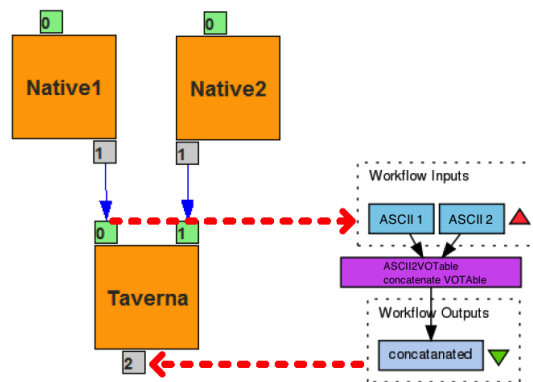 0
0
Native1
Native2
1
1
Workflow Inputs
ASCII 1
ASCII 2
0
1
ASCII2VOTable
concatenate VOTAble
Taverna
Workflow Outputs
concatanated
2